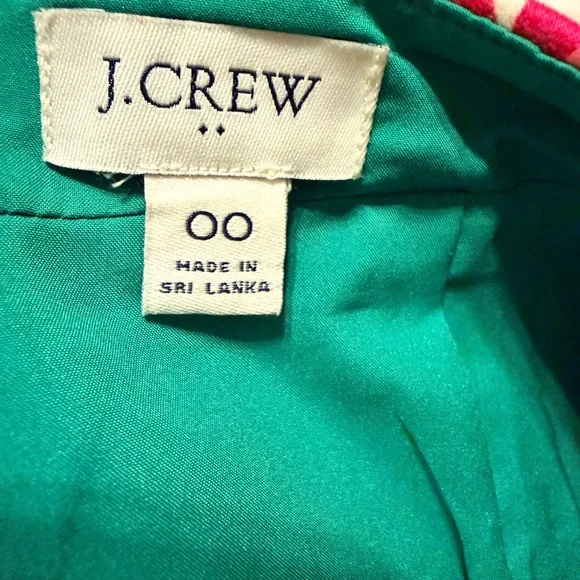 J.CREW
00
MADE IN
SRI LANKA